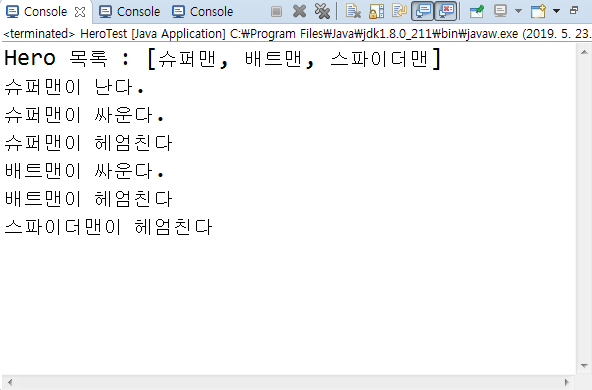 Console Console Console
<terminated> HeroTest [Java Application] C:₩Program Files₩Java₩jdk1.8.0_211₩bin₩javaw.exe (2019. 5. 23.
Hero 목록 : [슈퍼맨, 배트맨, 스파이더맨]
슈퍼맨이 난다.
슈퍼맨이 싸운다.
슈퍼맨이 헤엄친다
배트맨이 싸운다.
배트맨이 헤엄친다
스파이더맨이 헤엄친다